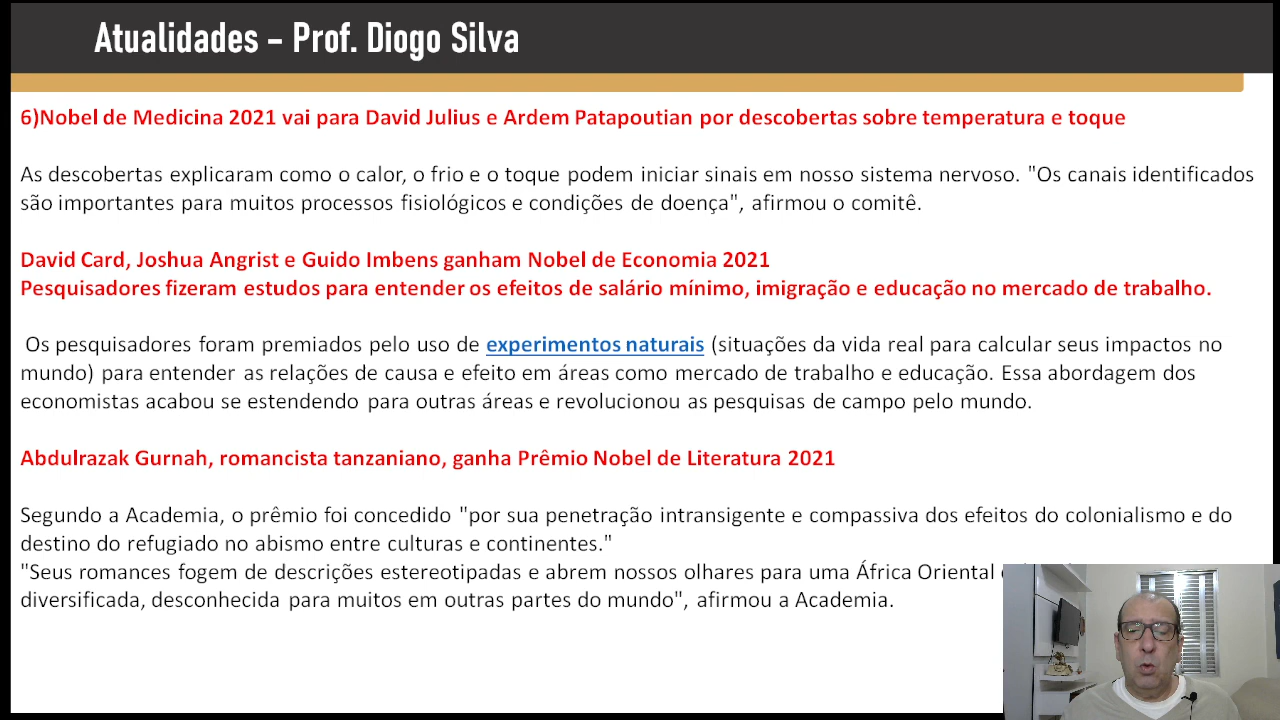 Atualidades – Prof. Diogo Silva
6)Nobel de Medicina 2021 vai para David Julius e Ardem Patapoutian por descobertas sobre temperatura e toque
As descobertas explicaram como o calor, o frio e o toque podem iniciar sinais em nosso sistema nervoso. "Os canais identificados
são importantes para muitos processos fisiológicos e condições de doença", afirmou o comitê.
David Card, Joshua Angrist e Guido Imbens ganham Nobel de Economia 2021
Pesquisadores fizeram estudos para entender os efeitos de salário mínimo, imigração e educação no mercado de trabalho.
Os pesquisadores foram premiados pelo uso de experimentos naturais (situações da vida real para calcular seus impactos no
mundo) para entender as relações de causa e efeito em áreas como mercado de trabalho e educação. Essa abordagem dos
economistas acabou se estendendo para outras áreas e revolucionou as pesquisas de campo pelo mundo.
Abdulrazak Gurnah, romancista tanzaniano, ganha Prêmio Nobel de Literatura 2021
Segundo a Academia, o prêmio foi concedido "por sua penetração intransigente e compassiva dos efeitos do colonialismo e do
destino do refugiado no abismo entre culturas e continentes."
"Seus romances fogem de descrições estereotipadas e abrem nossos olhares para uma África Oriental
diversificada, desconhecida para muitos em outras partes do mundo", afirmou a Academia.